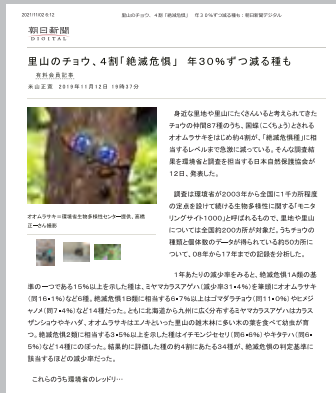 2021/11/02 6:12
里山のチョウ、4割「絶滅危惧」 年30%ずつ減る種も：朝日新聞デジタル
朝日新聞
DIGITAL
里山のチョウ、４割「絶滅危惧」　年３０％ずつ減る種も
有料会員記事
米山正寛　2019年11月12日 19時37分
身近な里地や里山にたくさんいると考えられてきた
チョウの仲間87種のうち、国蝶（こくちょう）とされる
オオムラサキをはじめ約4割が、「絶滅危惧種」に相
当するレベルまで急激に減っている。そんな調査結
果を環境省と調査を担当する日本自然保護協会が
12日、発表した。
調査は環境省が2003年から全国に1千カ所程度
の定点を設けて続ける生物多様性に関する「モニタ
リングサイト1000」と呼ばれるもので、里地や里山
については全国約200カ所が対象だ。うちチョウの
種類と個体数のデータが得られている約50カ所に
ついて、08年から17年までの記録を分析した。
オオムラサキ＝環境省生物多様性センター提供、高橋
正一さん撮影
1年あたりの減少率をみると、絶滅危惧1A類の基
準の一つである15%以上を示した種は、ミヤマカラスアゲハ（減少率31・4%）を筆頭にオオムラサキ
（同16・1%）など6種。絶滅危惧1B類に相当する6・7%以上はゴマダラチョウ（同11・0%）やヒメジ
ャノメ（同7・4%）など14種だった。ともに北海道から九州に広く分布するミヤマカラスアゲハはカラス
ザンショウやキハダ、オオムラサキはエノキといった里山の雑木林に多い木の葉を食べて幼虫が育
つ。絶滅危惧2類に相当する3・5%以上を示した種はイチモンジセセリ（同6・6%）やキタテハ（同6・
5%）など14種にのぼった。結果的に評価した種の約4割にあたる34種が、絶滅危惧の判定基準に
該当するほどの減少率だった。
これらのうち環境省のレッドリ…